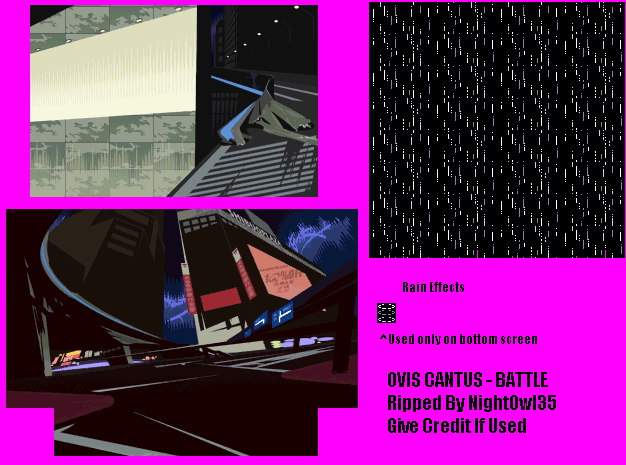 Rain Effects
^Used only on bottom screen
OVIS CANTUS - BATTLE
Ripped By NightOwl35
Give Credit If Used